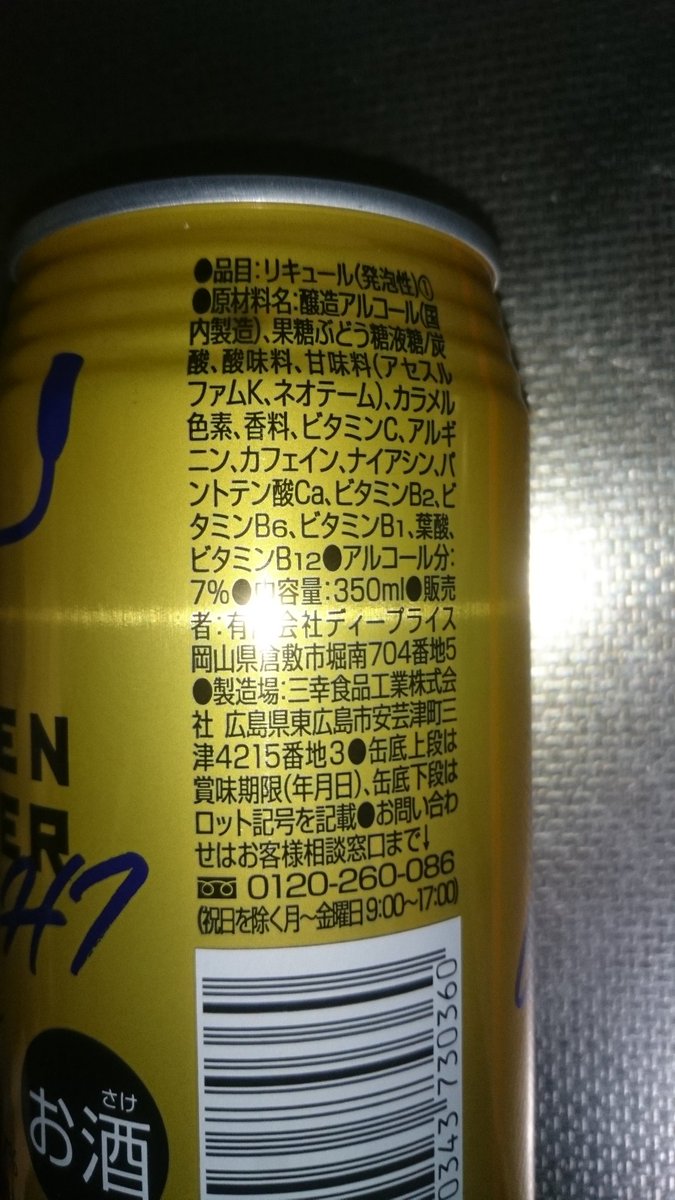 ●品目:リキュール(発泡性)①
●原材料名:醸造アルコール(国
内製造)、果糖ぶどう糖液糖/炭
酸、酸味料、甘味料(アセスル
ファムK、ネオテーム)、カラメル
色素、香料、ビタミンC、アルギ
ニン、カフェイン、ナイアシン、パ
ントテン酸Ca、ビタミンB2、ビ
タミンB6、ビタミンB1、葉酸、
ビタミンB12●アルコール分:
7%●内容量:350ml●販売
者:有限会社ディープライス
岡山県倉敷市堀南704番地5
●製造場:三幸食品工業株式会
社 広島県東広島市安芸津町三
津4215番地3●缶底上段は
賞味期限(年月日)、缶底下段は
ロット記号を記載●お問い合わ
せはお客様相談窓口まで↓
0120-260-086
(祝日を除く月～金曜日9:00～17:00)
EN
ER
さけ
お酒
0343 730360